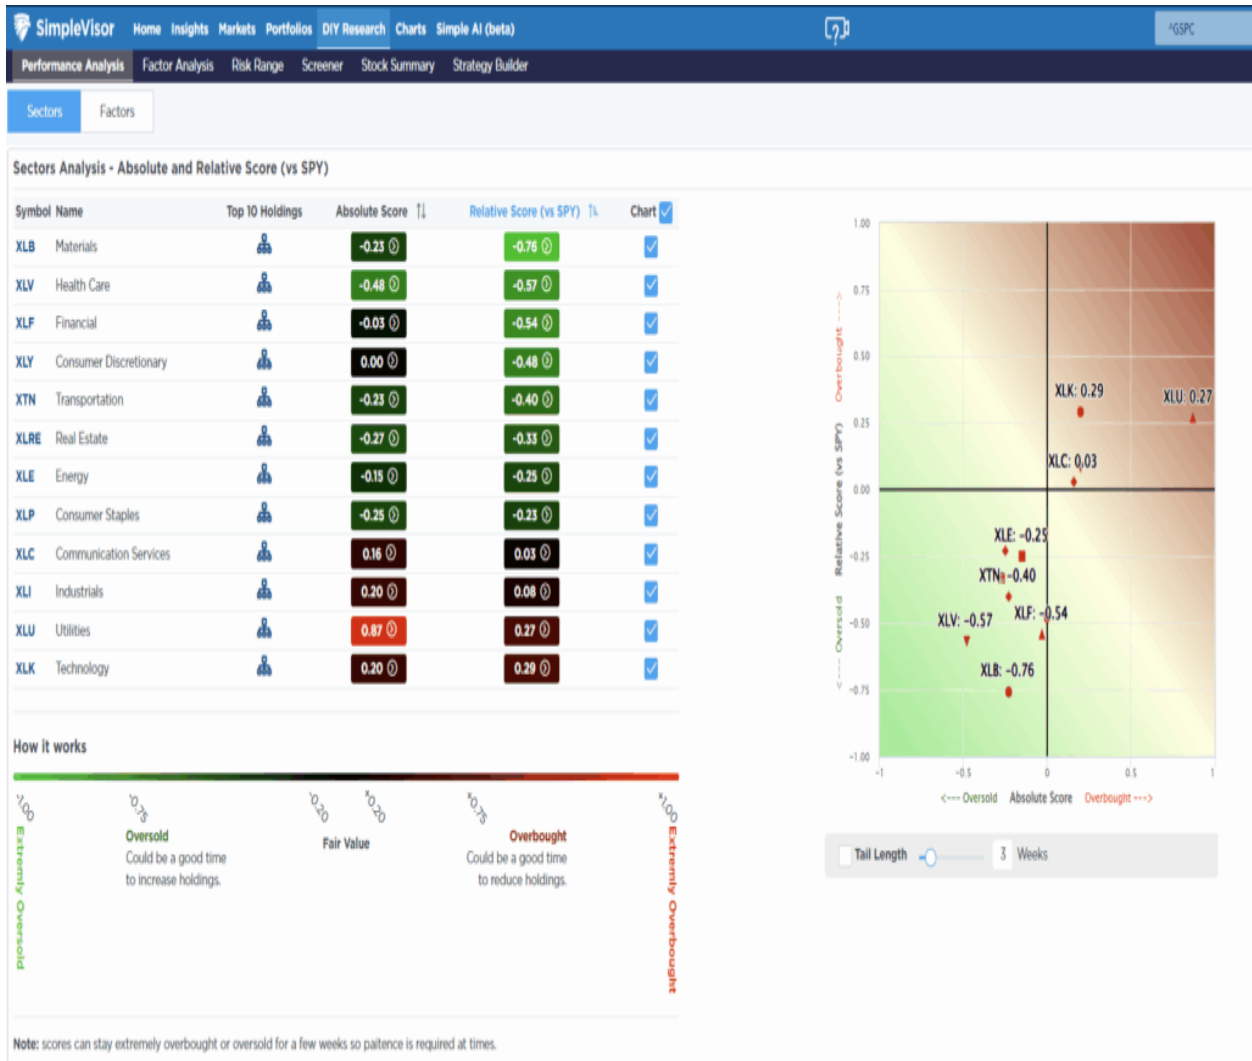 SimpleVisor Home Insights Markets Portfolios DIY Research Charts Simple AI (beta) ? ^GSPC
Performance Analysis Factor Analysis Risk Range Screener Stock Summary Strategy Builder
Sectors Factors
Sectors Analysis - Absolute and Relative Score (vs SPY)
Symbol Name Top 10 Holdings Absolute Score Relative Score (vs SPY) Chart
XLB Materials -0.23 -0.76
XLV Health Care -0.48 -0.57
XLF Financial -0.03 -0.54
XLY Consumer Discretionary 0.00 -0.48
XTN Transportation -0.23 -0.40
XLRE Real Estate -0.27 -0.33
XLE Energy -0.15 -0.25
XLP Consumer Staples -0.25 -0.23
XLC Communication Services 0.16 0.03
XLI Industrials 0.20 0.08
XLU Utilities 0.87 0.27
XLK Technology 0.20 0.29
How it works
-1.00 -0.75 -0.20 +0.20 +0.75 +1.00
Extremly Oversold
Oversold
Could be a good time
to increase holdings.
Fair Value
Overbought
Could be a good time
to reduce holdings.
Extremly Overbought
Note: scores can stay extremely overbought or oversold for a few weeks so paitence is required at times.
1.00
0.75
0.50
0.25
0.00
-0.25
-0.50
-0.75
-1.00
<--- Oversold Relative Score (vs SPY) Overbought --->
XLK: 0.29
XLU: 0.27
XLC: 0.03
XLE: -0.25
XTN: -0.40
XLV: -0.57
XLF: -0.54
XLB: -0.76
-1 -0.5 0 0.5 1
<--- Oversold Absolute Score Overbought --->
Tail Length 3 Weeks